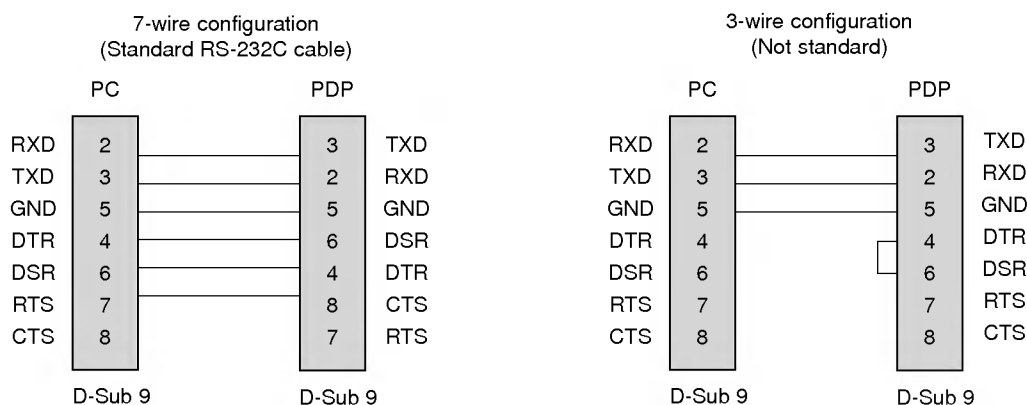 7-wire configuration
(Standard RS-232C cable)
PC PDP
RXD 2 3 TXD
TXD 3 2 RXD
GND 5 5 GND
DTR 4 6 DSR
DSR 6 4 DTR
RTS 7 8 CTS
CTS 8 7 RTS
D-Sub 9 D-Sub 9
3-wire configuration
(Not standard)
PC PDP
RXD 2 3 TXD
TXD 3 2 RXD
GND 5 5 GND
DTR 4 4 DTR
DSR 6 6 DSR
RTS 7 7 RTS
CTS 8 8 CTS
D-Sub 9 D-Sub 9